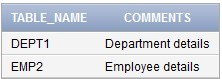 TABLE_NAME COMMENTS
DEPT1 Department details
EMP2 Employee details